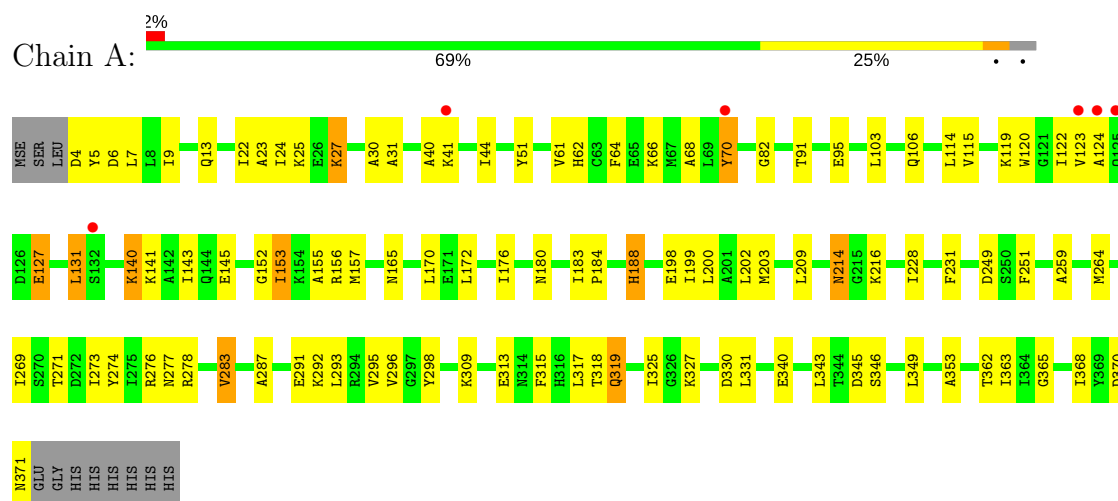 2%
Chain A:
69% 25% • •
MSE SER LEU D4 Y5 D6 L7 L8 I9 Q13 I22 A23 I24 K25 E26 K27 A30 A31 A40 K41 I44 Y51 V61 H62 C63 F64 E65 K66 M67 A68 L69 Y70 G82 T91 E95 L103 Q106 L114 V115 K119 W120 G121 I122 V123 A124 D125
D126 E127 L131 S132 K140 K141 A142 I143 Q144 E145 G152 I153 K154 A155 R156 M157 N165 L170 E171 L172 I176 N180 I183 P184 H188 E198 I199 L200 A201 L202 M203 L209 N214 G215 K216 I228 F231 D249 S250 F251 A259 M264
I269 S270 T271 D272 I273 Y274 I275 R276 N277 R278 V283 A287 E291 K292 L293 R294 V295 V296 G297 Y298 K309 E313 N314 F315 H316 L317 T318 Q319 I325 G326 K327 D330 L331 E340 L343 T344 D345 S346 L349 A353 T362 I363 I364 G365 I368 Y369 D370
N371 GLU GLY HIS HIS HIS HIS HIS HIS